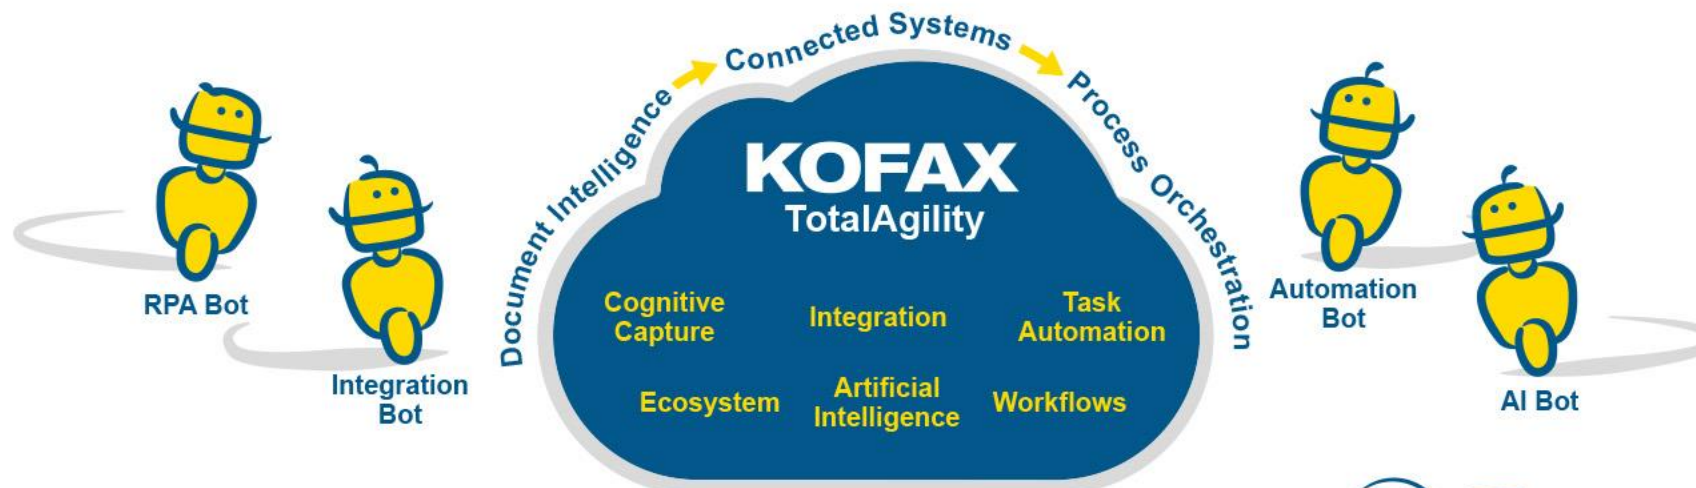 Document Intelligence
Connected Systems
Process Orchestration
KOFAX
TotalAgility
Cognitive
Capture
Integration
Task
Automation
Ecosystem
Artificial
Intelligence
Workflows
RPA Bot
Integration
Bot
Automation
Bot
AI Bot